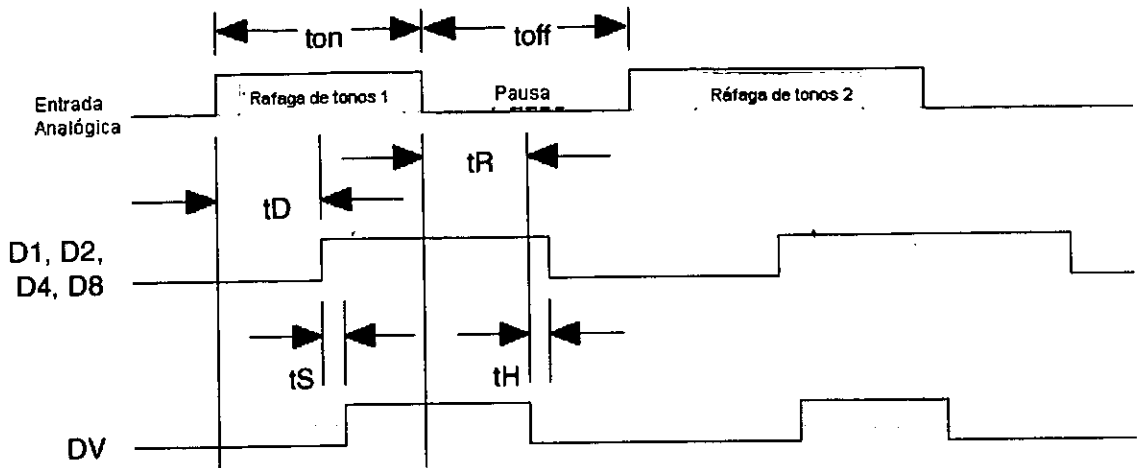 ton
toff
Entrada
Analógica
Rafaga de tonos 1
Pausa
Ráfaga de tonos 2
tR
tD
D1, D2,
D4, D8
tS
tH
DV